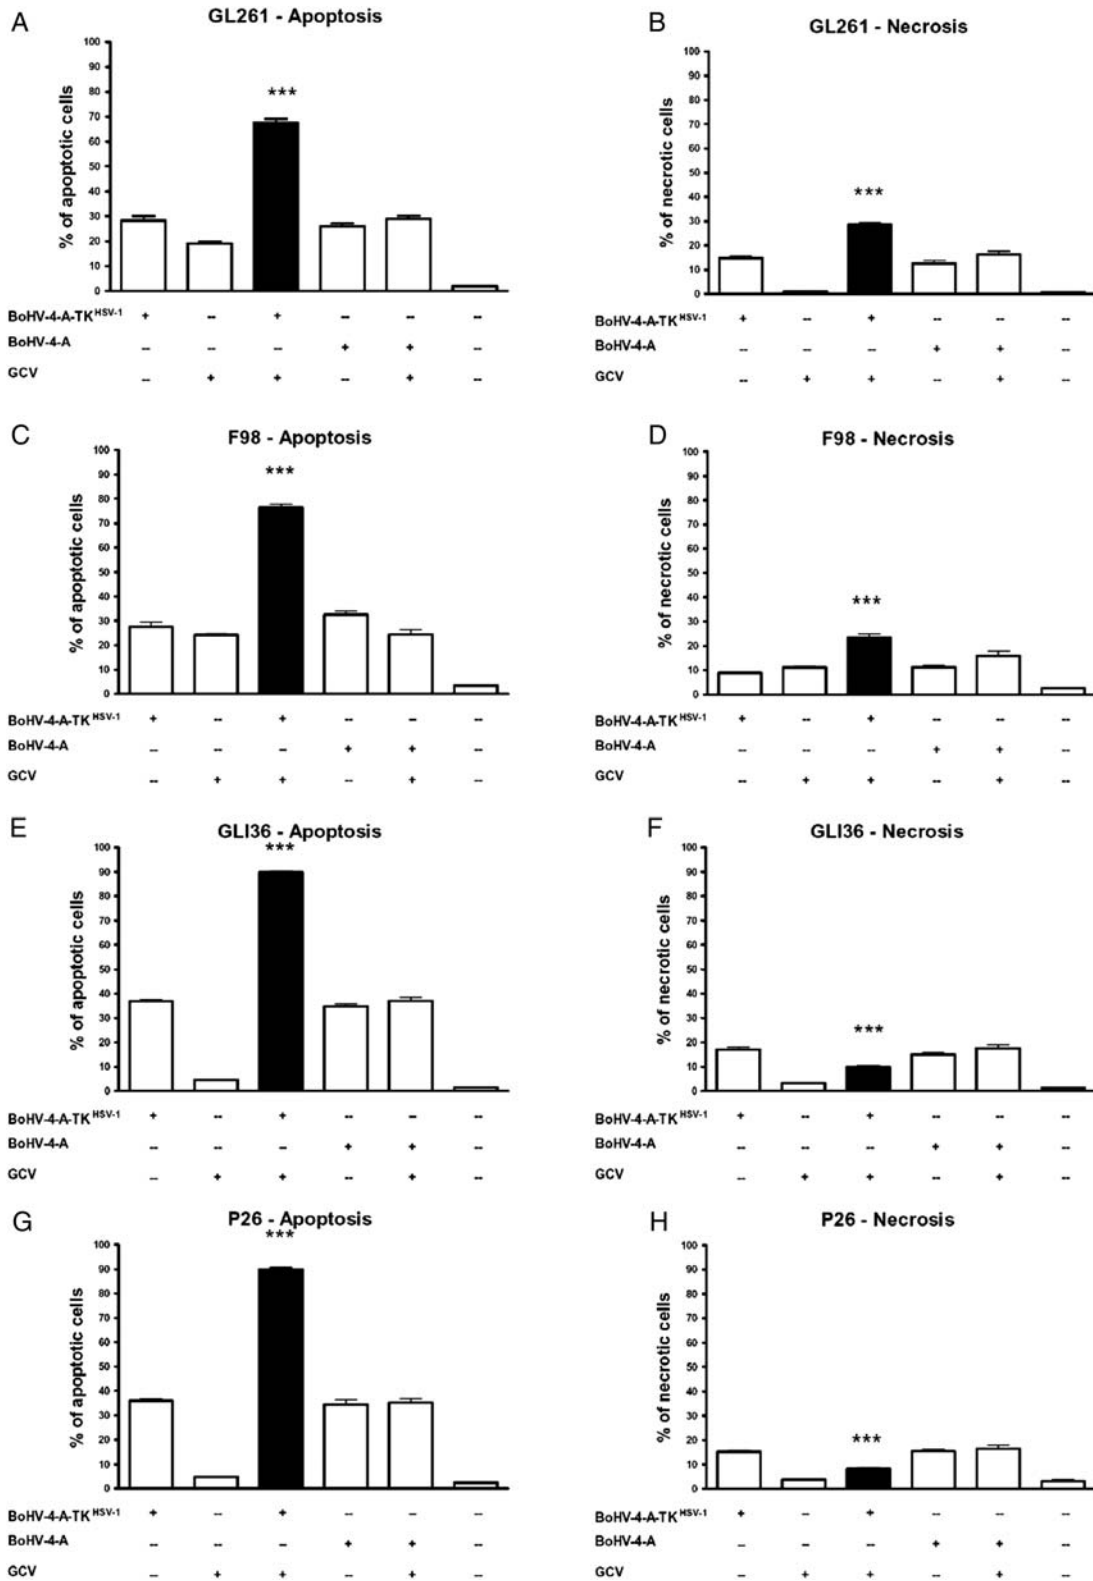 A
GL261 - Apoptosis
***
% of apoptotic cells
100
90
80
70
60
50
40
30
20
10
0
BoHV-4-A-TK HSV-1 + -- + -- -- --
BoHV-4-A -- -- -- + + --
GCV -- + + -- + --
B
GL261 - Necrosis
***
% of necrotic cells
100
90
80
70
60
50
40
30
20
10
0
BoHV-4-A-TK HSV-1 + -- + -- -- --
BoHV-4-A -- -- -- + + --
GCV -- + + -- + --
C
F98 - Apoptosis
***
% of apoptotic cells
100
90
80
70
60
50
40
30
20
10
0
BoHV-4-A-TK HSV-1 + -- + -- -- --
BoHV-4-A -- -- -- + + --
GCV -- + + -- + --
D
F98 - Necrosis
***
% of necrotic cells
100
90
80
70
60
50
40
30
20
10
0
BoHV-4-A-TK HSV-1 + -- + -- -- --
BoHV-4-A -- -- -- + + --
GCV -- + + -- + --
E
GLI36 - Apoptosis
***
% of apoptotic cells
100
90
80
70
60
50
40
30
20
10
0
BoHV-4-A-TK HSV-1 + -- + -- -- --
BoHV-4-A -- -- -- + + --
GCV -- + + -- + --
F
GLI36 - Necrosis
***
% of necrotic cells
100
90
80
70
60
50
40
30
20
10
0
BoHV-4-A-TK HSV-1 + -- + -- -- --
BoHV-4-A -- -- -- + + --
GCV -- + + -- + --
G
P26 - Apoptosis
***
% of apoptotic cells
100
90
80
70
60
50
40
30
20
10
0
BoHV-4-A-TK HSV-1 + -- + -- -- --
BoHV-4-A -- -- -- + + --
GCV -- + + -- + --
H
P26 - Necrosis
***
% of necrotic cells
100
90
80
70
60
50
40
30
20
10
0
BoHV-4-A-TK HSV-1 + -- + -- -- --
BoHV-4-A -- -- -- + + --
GCV -- + + -- + --